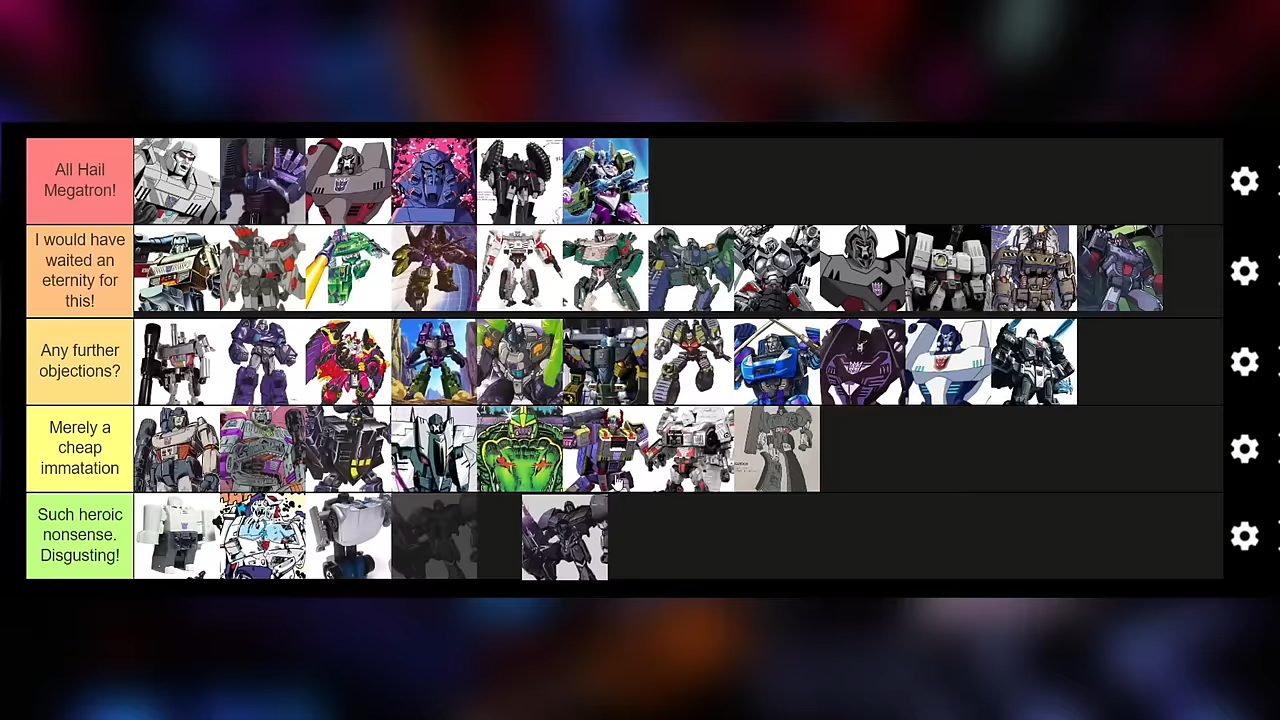 All Hail
Megatron!
I would have
waited an
eternity for
this!
Any further
objections?
Merely a
cheap
immatation
Such heroic
nonsense.
Disgusting!